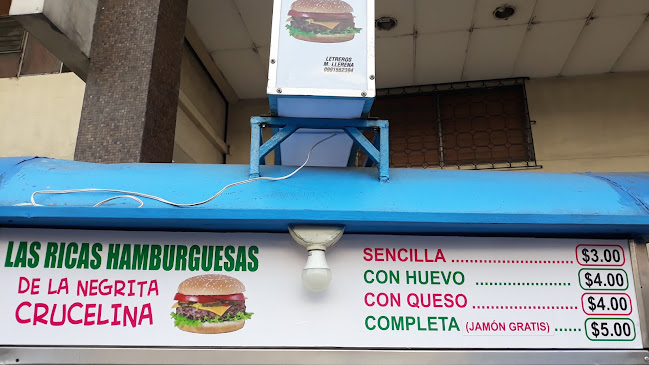 LETREROS
M. LLERENA
0991552394
LAS RICAS HAMBURGUESAS
DE LA NEGRITA
CRUCELINA
SENCILLA ............................ $3.00
CON HUEVO ...................... $4.00
CON QUESO ........................ $4.00
COMPLETA (JAMÓN GRATIS) ...... $5.00